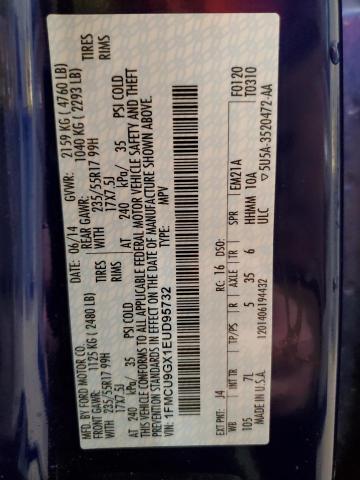 MFD. BY FORD MOTOR CO.
DATE: 06/14 GVWR: 2159 KG ( 4760 LB)
FRONT GAWR: 1125 KG ( 2480 LB) REAR GAWR: 1040 KG ( 2293 LB)
WITH 235/55R17 99H TIRES WITH 235/55R17 99H TIRES
17X7.5J RIMS 17X7.5J RIMS
AT 240 kPa/ 35 PSI COLD AT 240 kPa/ 35 PSI COLD
THIS VEHICLE CONFORMS TO ALL APPLICABLE FEDERAL MOTOR VEHICLE SAFETY AND THEFT
PREVENTION STANDARDS IN EFFECT ON THE DATE OF MANUFACTURE SHOWN ABOVE.
VIN: 1FMCU9GX1EUD95732 TYPE: MPV
F0120
T0310
EXT PNT: J4 RC: 16 DSO:
WB INT TR TP/PS R AXLE TR SPR EM21A
105 7L 5 35 6 HHMM 10A
MADE IN U.S.A. 1201406194432 ULC ▽5U5A-3520472-AA